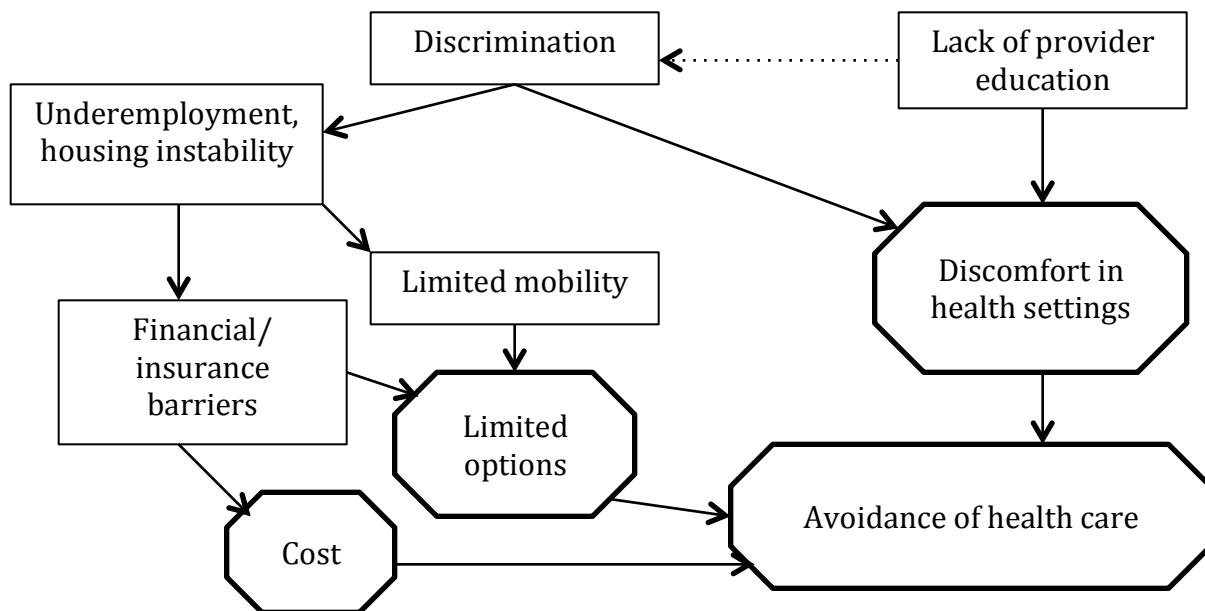 Discrimination
Lack of provider
education
Underemployment,
housing instability
Limited mobility
Discomfort in
health settings
Financial/
insurance
barriers
Limited
options
Avoidance of health care
Cost